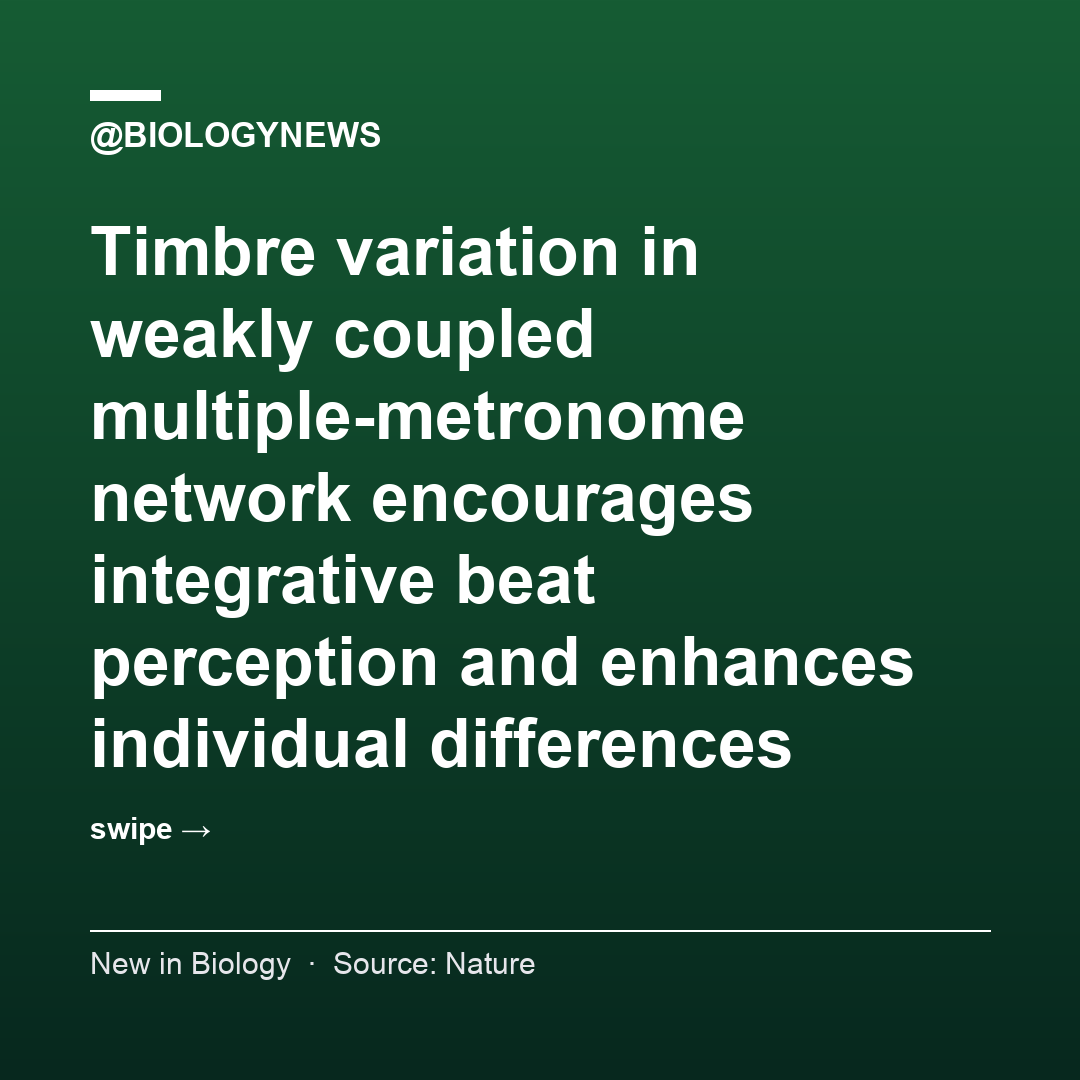 @BIOLOGYNEWS
Timbre variation in
weakly coupled
multiple-metronome
network encourages
integrative beat
perception and enhances
individual differences
swipe →
New in Biology · Source: Nature